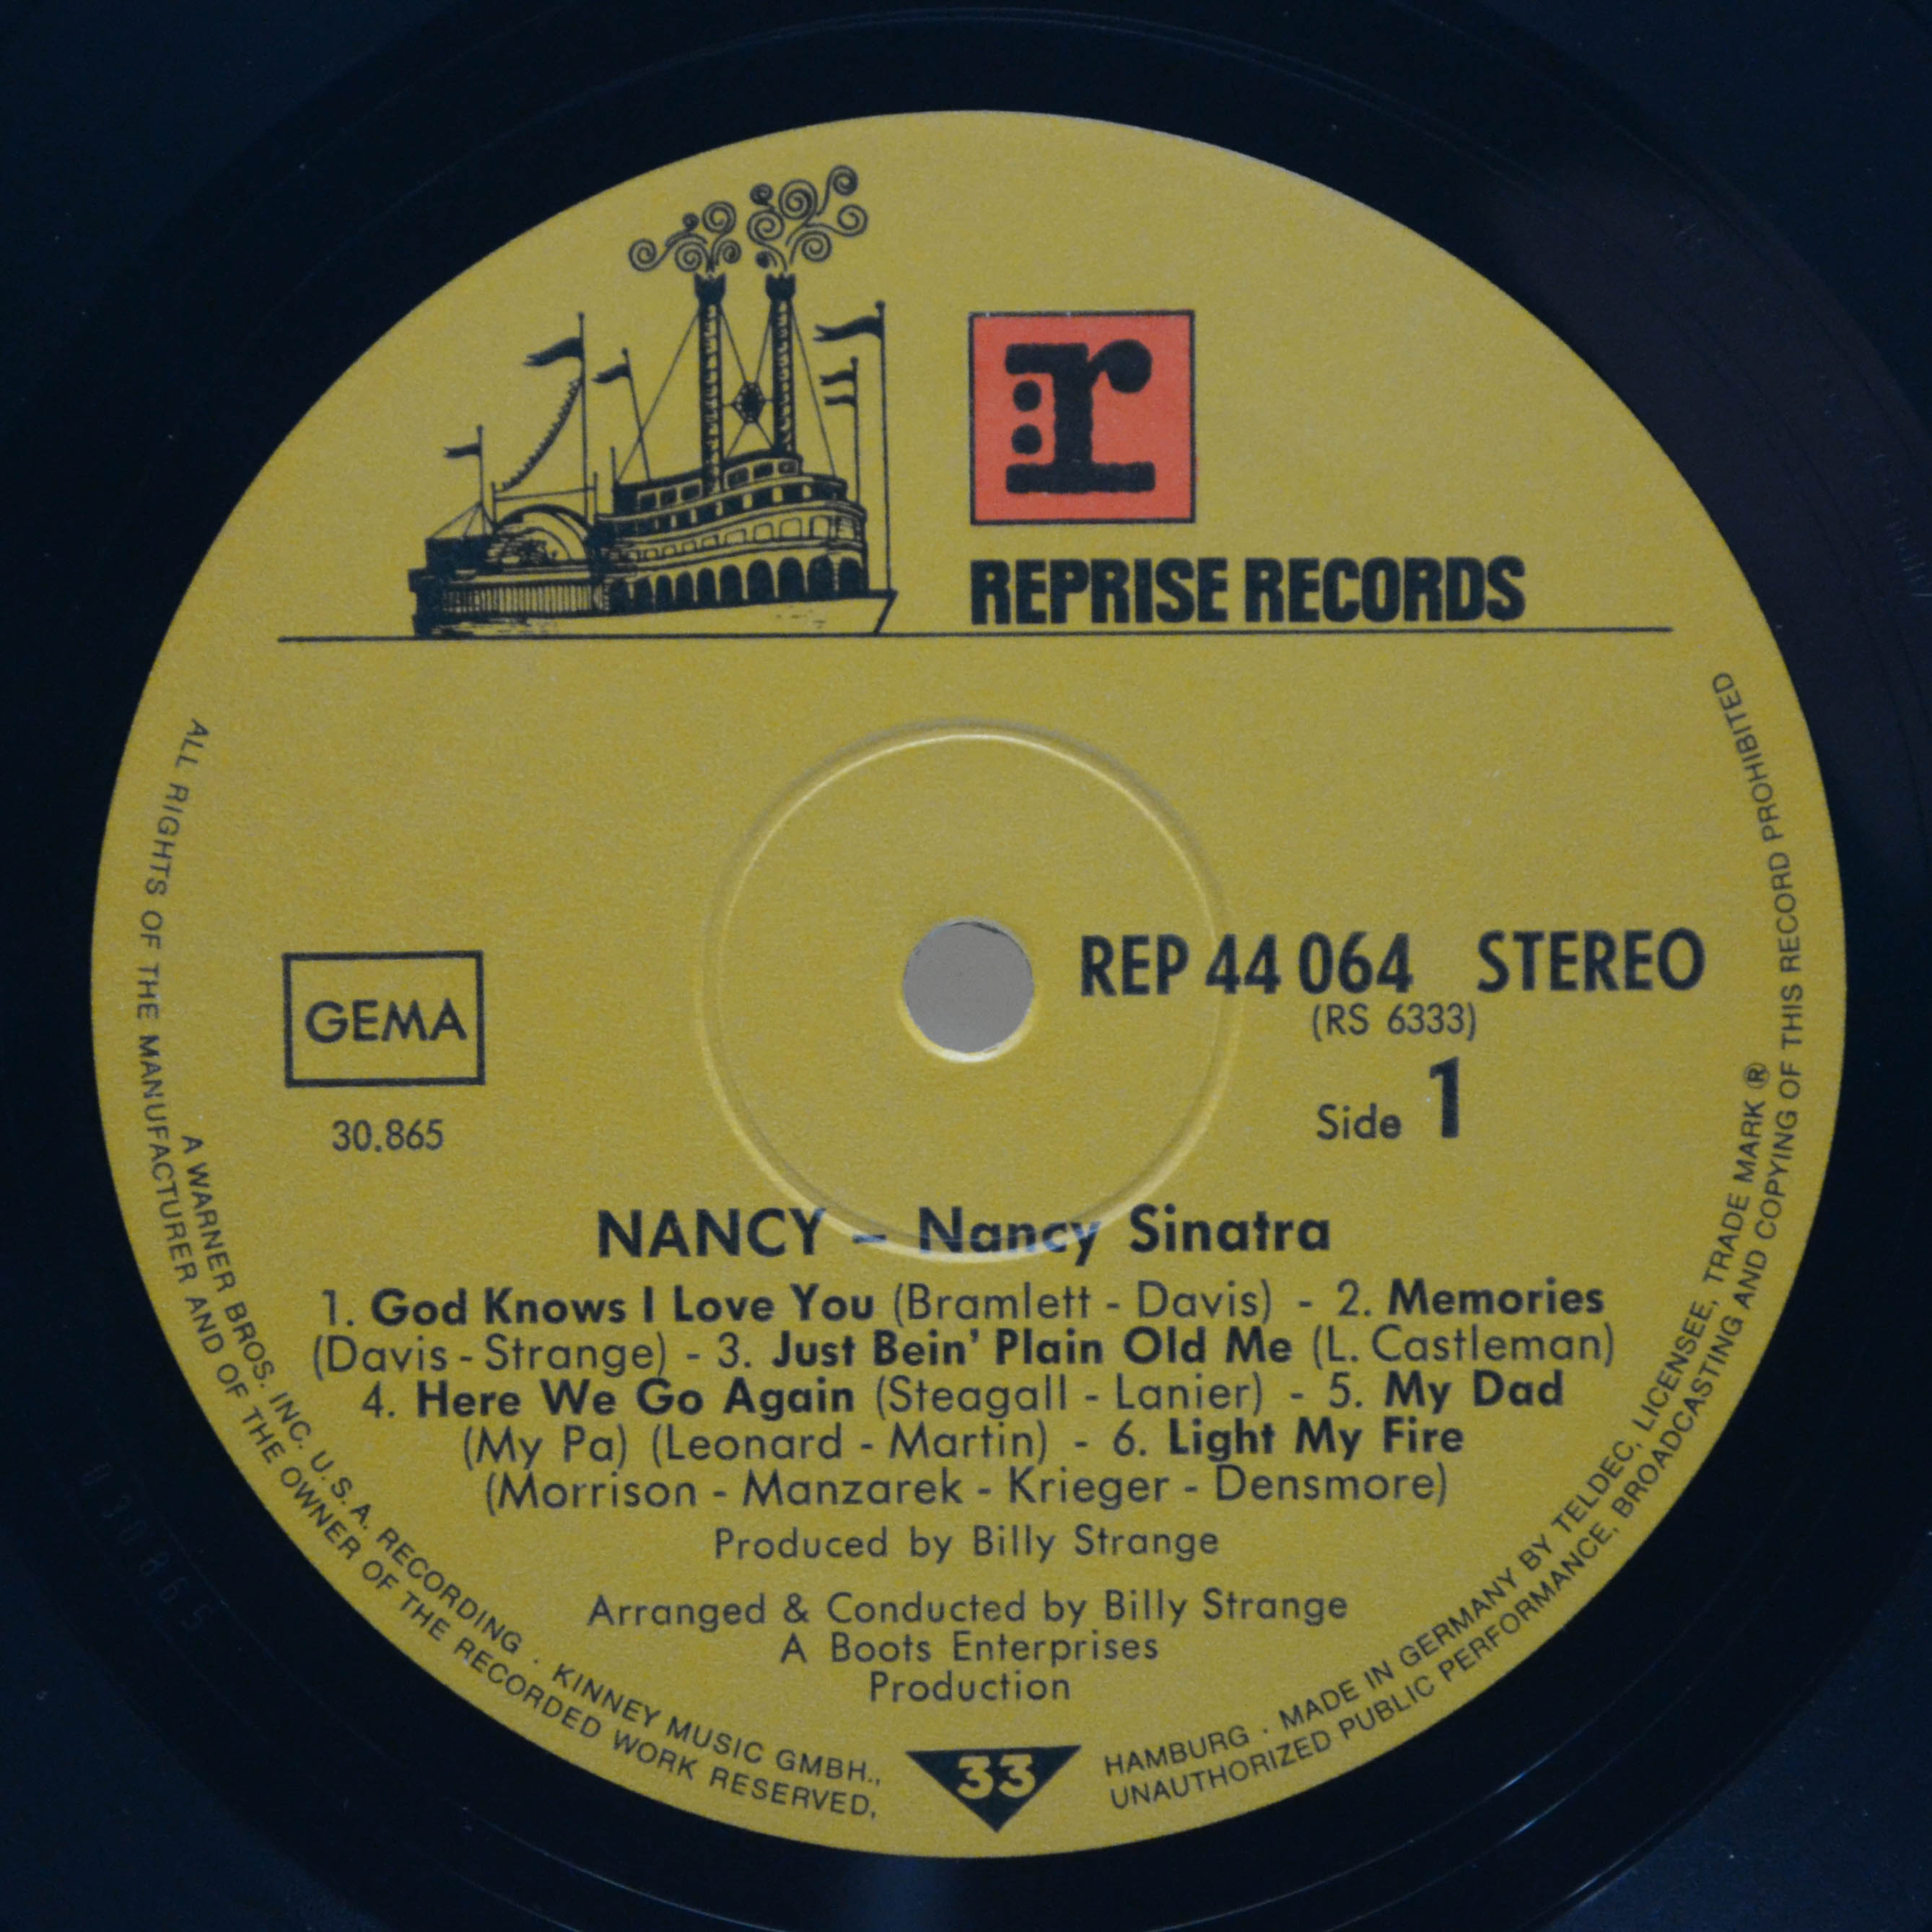 r:
REPRISE RECORDS
REP 44 064 STEREO
(RS 6333)
GEMA
Side 1
30.865
NANCY – Nancy Sinatra
1. God Knows I Love You (Bramlett - Davis) - 2. Memories
(Davis - Strange) - 3. Just Bein' Plain Old Me (L. Castleman)
4. Here We Go Again (Steagall - Lanier) - 5. My Dad
(My Pa) (Leonard - Martin) - 6. Light My Fire
(Morrison - Manzarek - Krieger - Densmore)
Produced by Billy Strange
Arranged & Conducted by Billy Strange
A Boots Enterprises
Production
33
A WARNER BROS. INC. U.S.A. RECORDING · KINNEY MUSIC GMBH., HAMBURG · MADE IN GERMANY BY TELDEC, LICENSEE, TRADE MARK ®
ALL RIGHTS OF THE MANUFACTURER AND OF THE OWNER OF THE RECORDED WORK RESERVED, UNAUTHORIZED PUBLIC PERFORMANCE, BROADCASTING AND COPYING OF THIS RECORD PROHIBITED